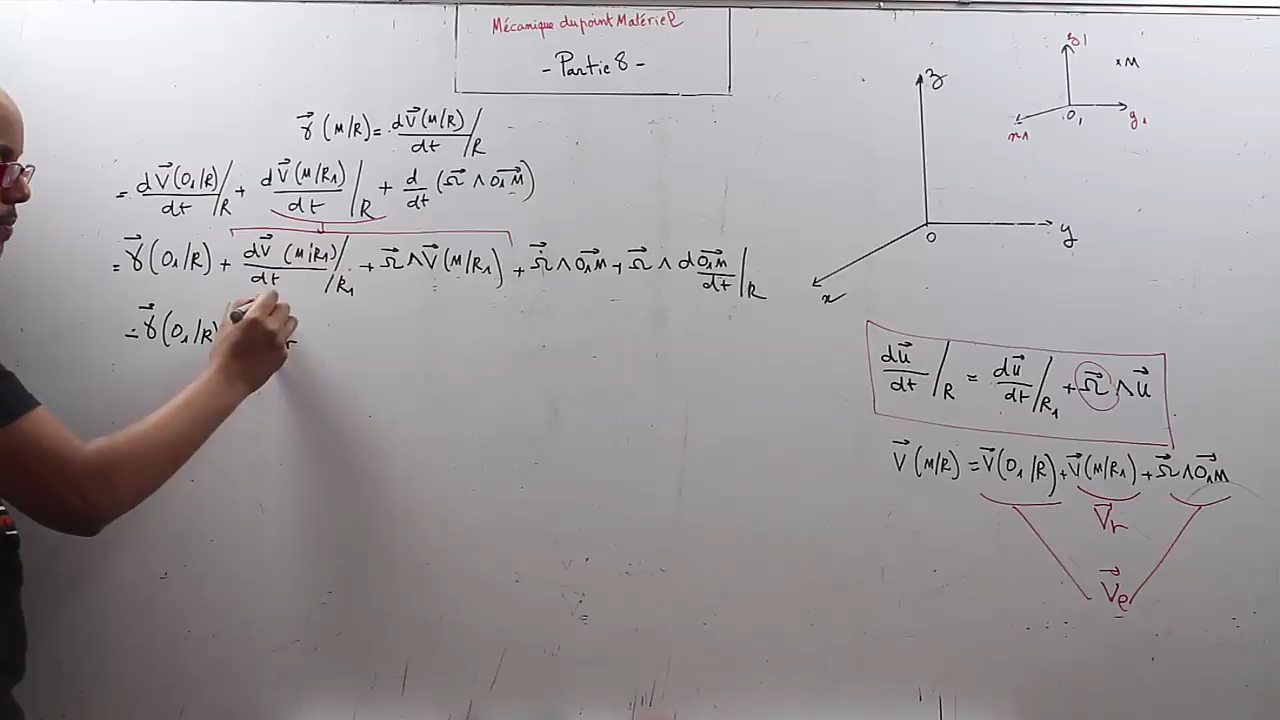 Mécanique du point Matériel
- Partie 8 -
γ⃗ (M/R) = dV⃗(M/R)/dt /R
= dV⃗(O₁/R)/dt /R + dV⃗(M/R₁)/dt /R + d/dt (Ω⃗ ∧ O₁M⃗)
= γ⃗(O₁/R) + dV⃗ (M/R₁)/dt /R₁ + Ω⃗ ∧ V⃗(M/R₁) + Ω⃗̇ ∧ O₁M⃗ + Ω⃗ ∧ dO₁M⃗/dt /R
= γ⃗(O₁/R)
z
y
x
O
z1
M
O₁
y₁
x₁
du⃗/dt /R = du⃗/dt /R₁ + Ω⃗ ∧ u⃗
V⃗ (M/R) = V⃗(O₁/R) + V⃗(M/R₁) + Ω⃗ ∧ O₁M⃗
V⃗r
V⃗e